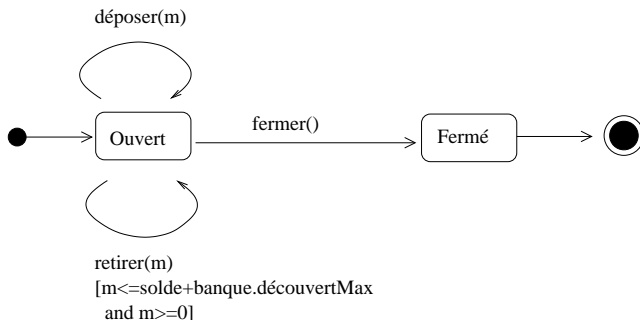 déposer(m)
Ouvert
fermer()
Fermé
retirer(m)
[m<=solde+banque.découvertMax
and m>=0]